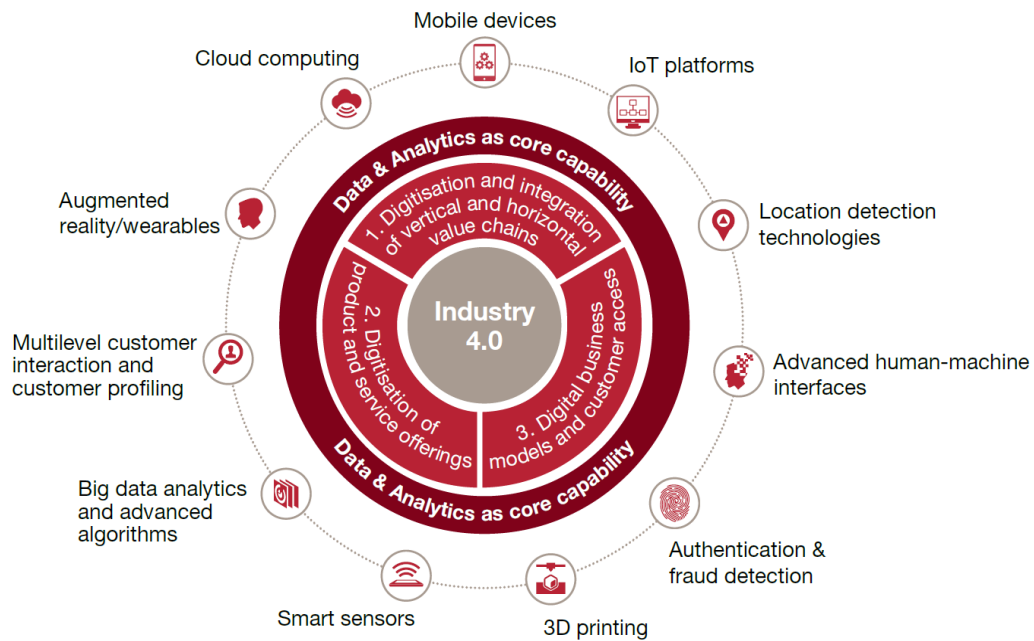 Mobile devices
Cloud computing
IoT platforms
Data & Analytics as core capability
1. Digitisation and integration
of vertical and horizontal
value chains
Augmented
reality/wearables
Location detection
technologies
Industry
4.0
2. Digitisation of
product and service offerings
3. Digital business
models and customer access
Multilevel customer
interaction and
customer profiling
Advanced human-machine
interfaces
Data & Analytics as core capability
Big data analytics
and advanced
algorithms
Authentication &
fraud detection
Smart sensors
3D printing